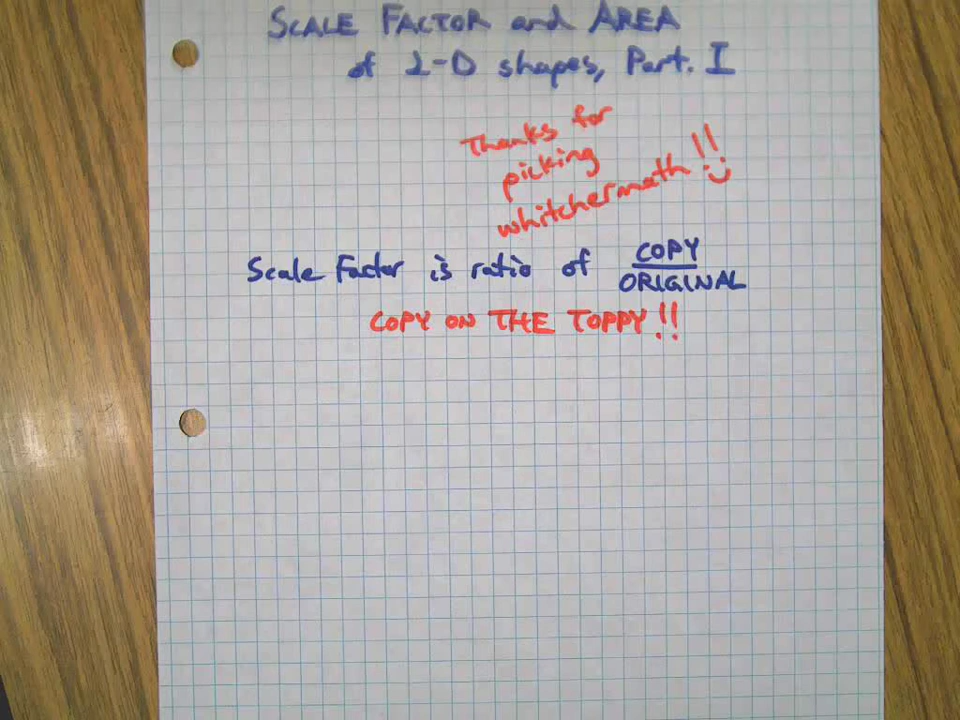 SCALE FACTOR and AREA
of 2-D shapes, Part. I
Thanks for
picking
whitchermath!!
Scale Factor is ratio of COPY
ORIGINAL
COPY ON THE TOPPY!!